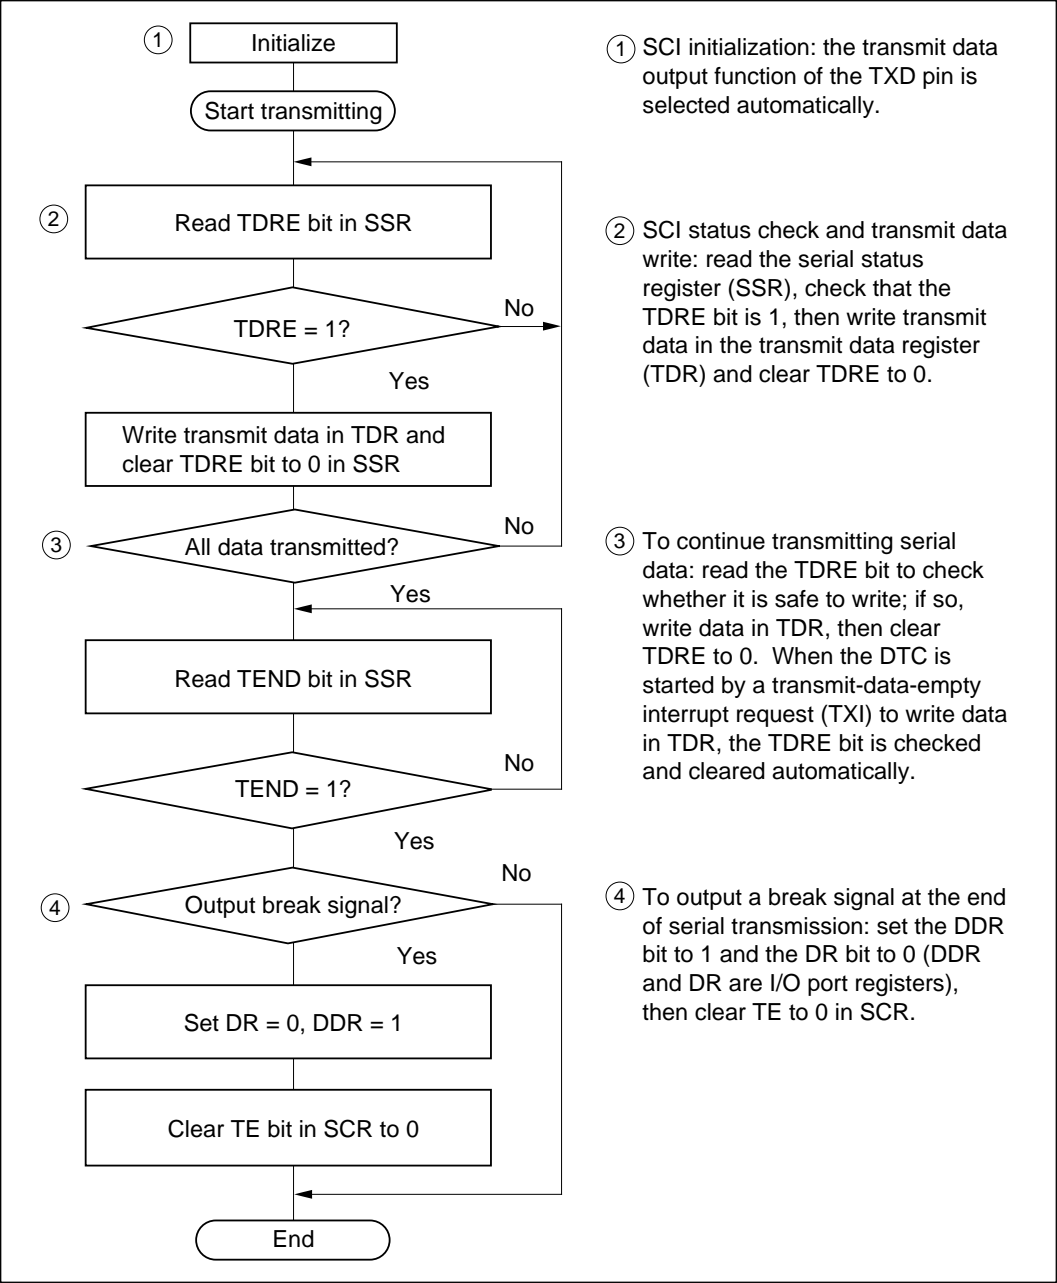 1
Initialize
Start transmitting
2
Read TDRE bit in SSR
TDRE = 1?
No
Yes
Write transmit data in TDR and
clear TDRE bit to 0 in SSR
3
All data transmitted?
No
Yes
Read TEND bit in SSR
TEND = 1?
No
Yes
4
Output break signal?
No
Yes
Set DR = 0, DDR = 1
Clear TE bit in SCR to 0
End
1 SCI initialization: the transmit data
output function of the TXD pin is
selected automatically.
2 SCI status check and transmit data
write: read the serial status
register (SSR), check that the
TDRE bit is 1, then write transmit
data in the transmit data register
(TDR) and clear TDRE to 0.
3 To continue transmitting serial
data: read the TDRE bit to check
whether it is safe to write; if so,
write data in TDR, then clear
TDRE to 0.  When the DTC is
started by a transmit-data-empty
interrupt request (TXI) to write data
in TDR, the TDRE bit is checked
and cleared automatically.
4 To output a break signal at the end
of serial transmission: set the DDR
bit to 1 and the DR bit to 0 (DDR
and DR are I/O port registers),
then clear TE to 0 in SCR.